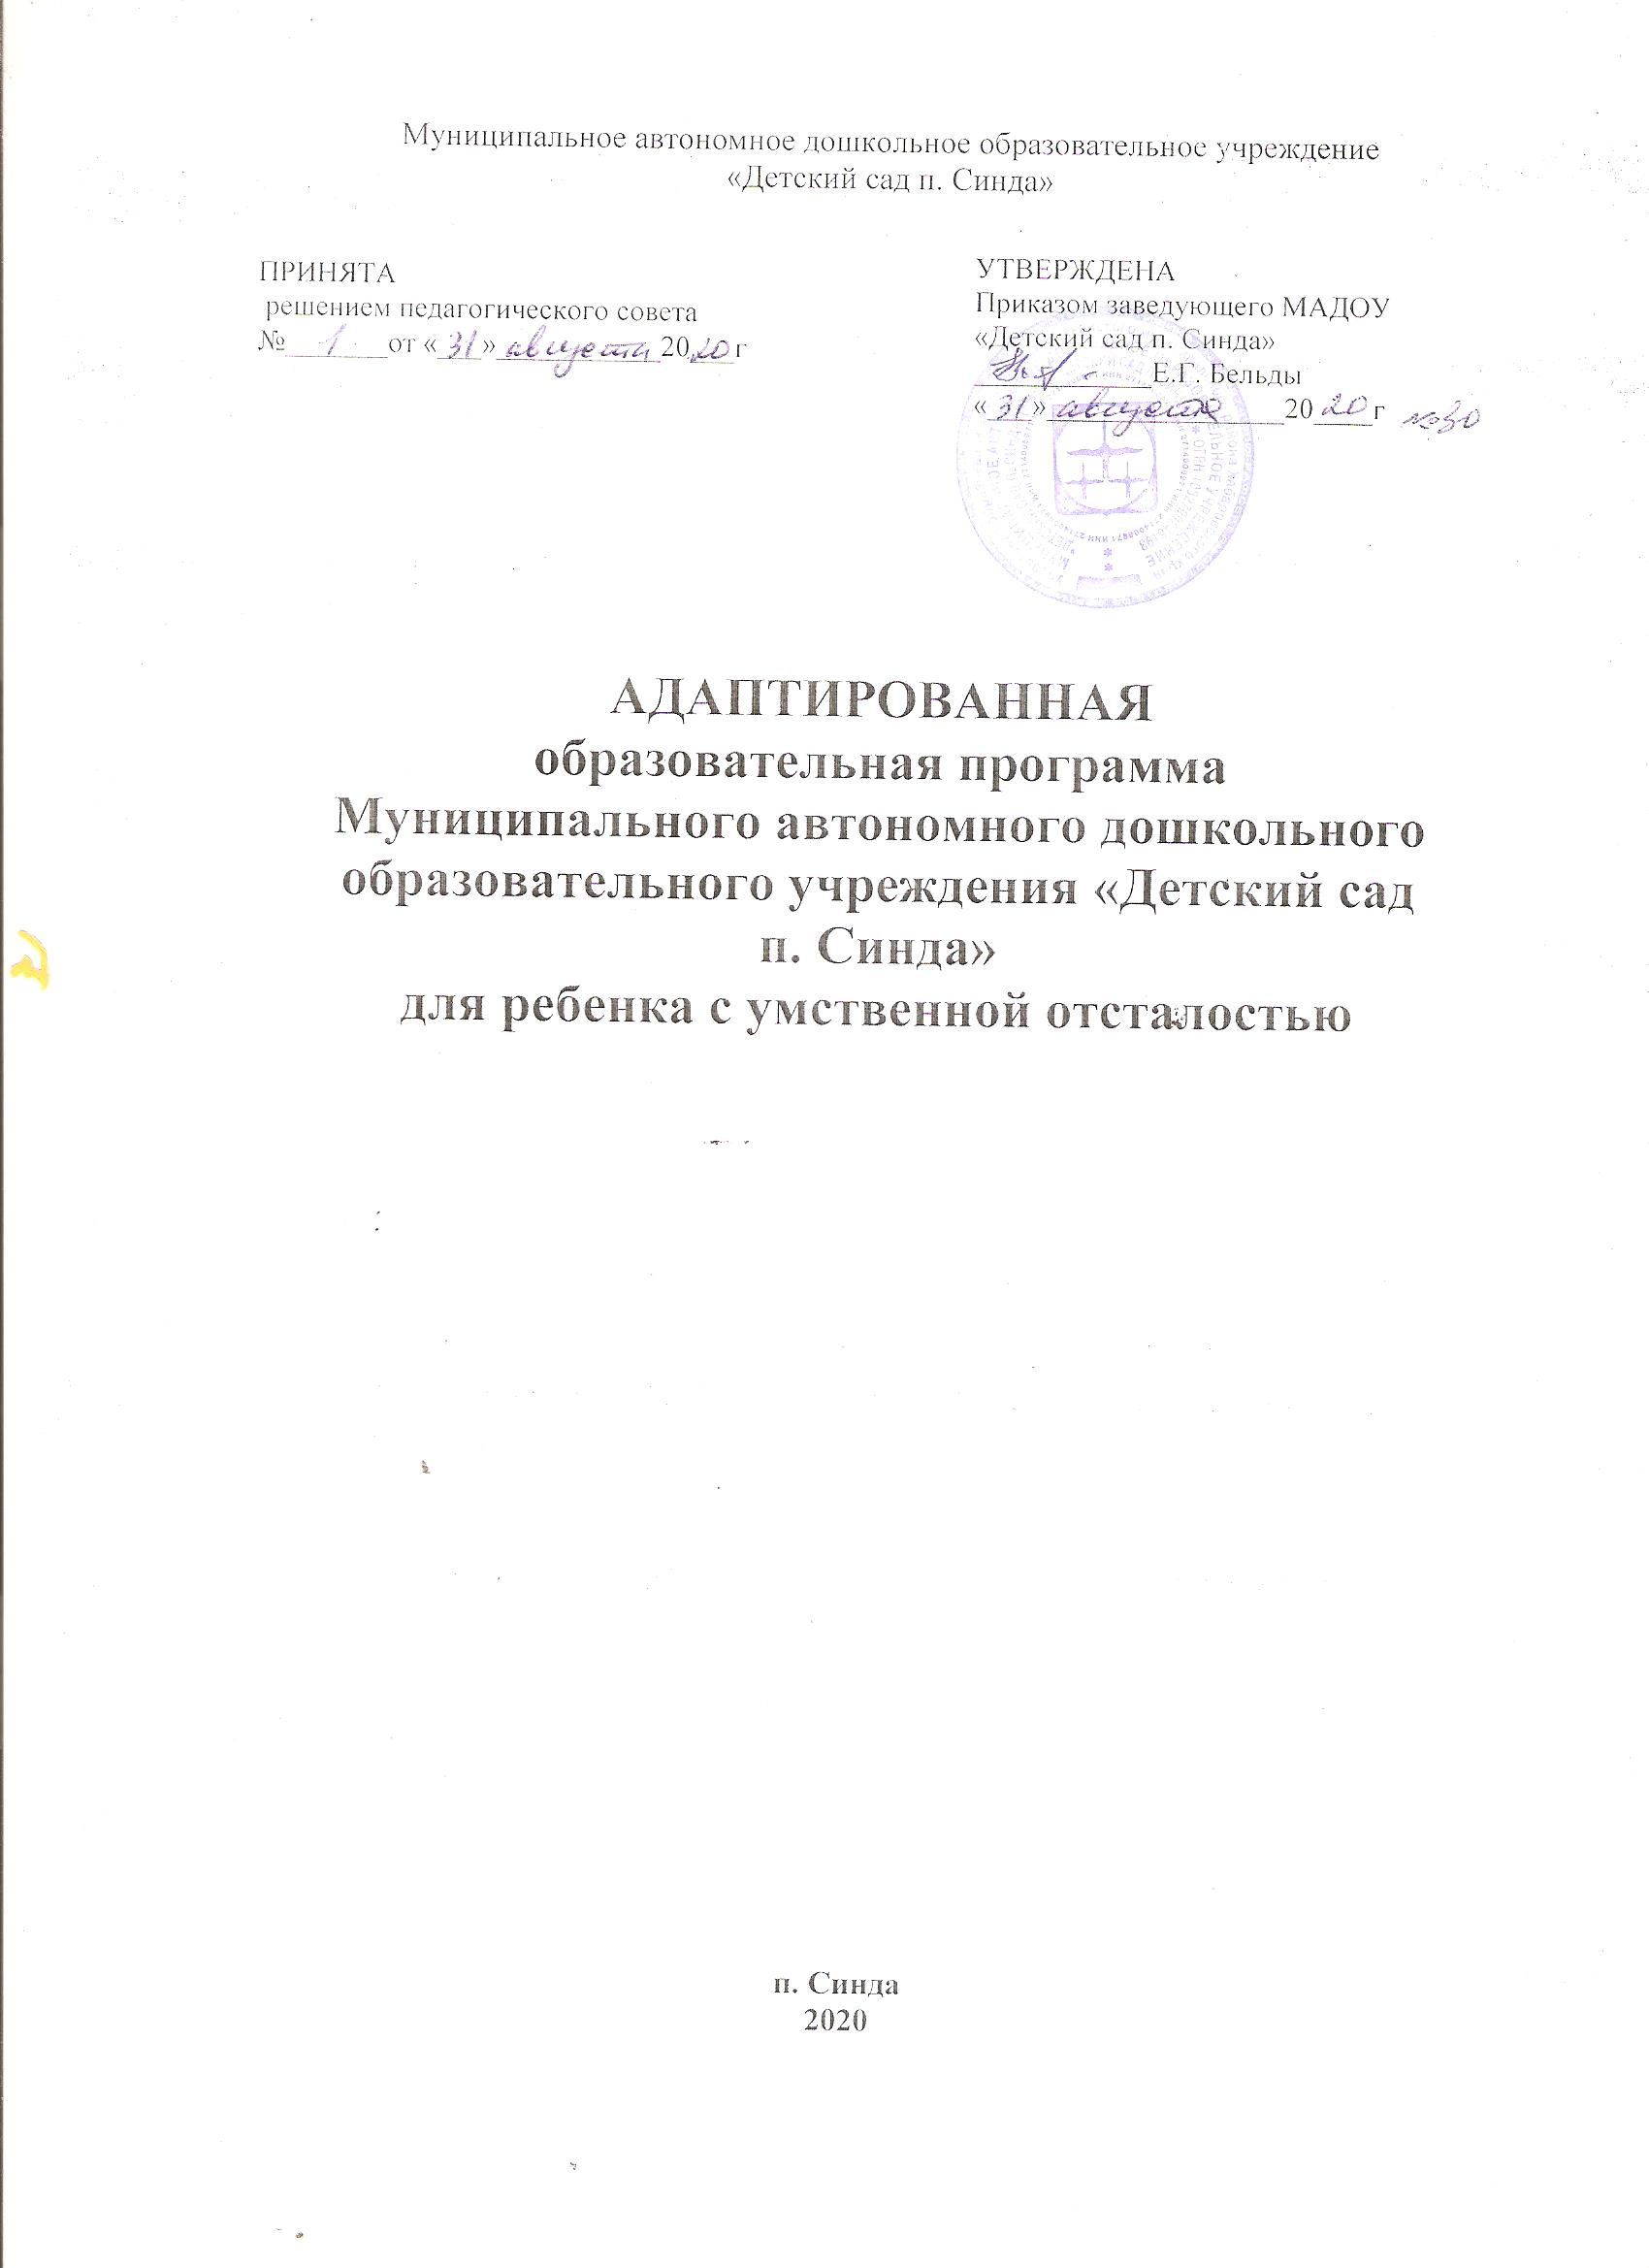 Муниципальное автономное дошкольное образовательное учреждение
«Детский сад п. Синда»
ПРИНЯТА
решением педагогического совета
№ 1 от «31» августа 2020 г
УТВЕРЖДЕНА
Приказом заведующего МАДОУ
«Детский сад п. Синда»
Е.Г. Бельды
«31» августа 2020 г №30
АДАПТИРОВАННАЯ
образовательная программа
Муниципального автономного дошкольного
образовательного учреждения «Детский сад
п. Синда»
для ребенка с умственной отсталостью
п. Синда
2020